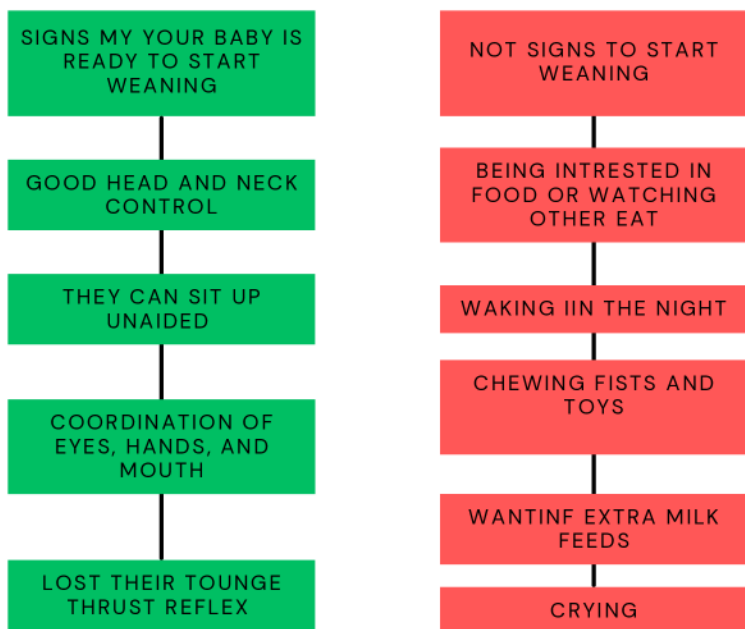 SIGNS MY YOUR BABY IS
READY TO START
WEANING
GOOD HEAD AND NECK
CONTROL
THEY CAN SIT UP
UNAIDED
COORDINATION OF
EYES, HANDS, AND
MOUTH
LOST THEIR TOUNGE
THRUST REFLEX
NOT SIGNS TO START
WEANING
BEING INTRESTED IN
FOOD OR WATCHING
OTHER EAT
WAKING IIN THE NIGHT
CHEWING FISTS AND
TOYS
WANTINF EXTRA MILK
FEEDS
CRYING